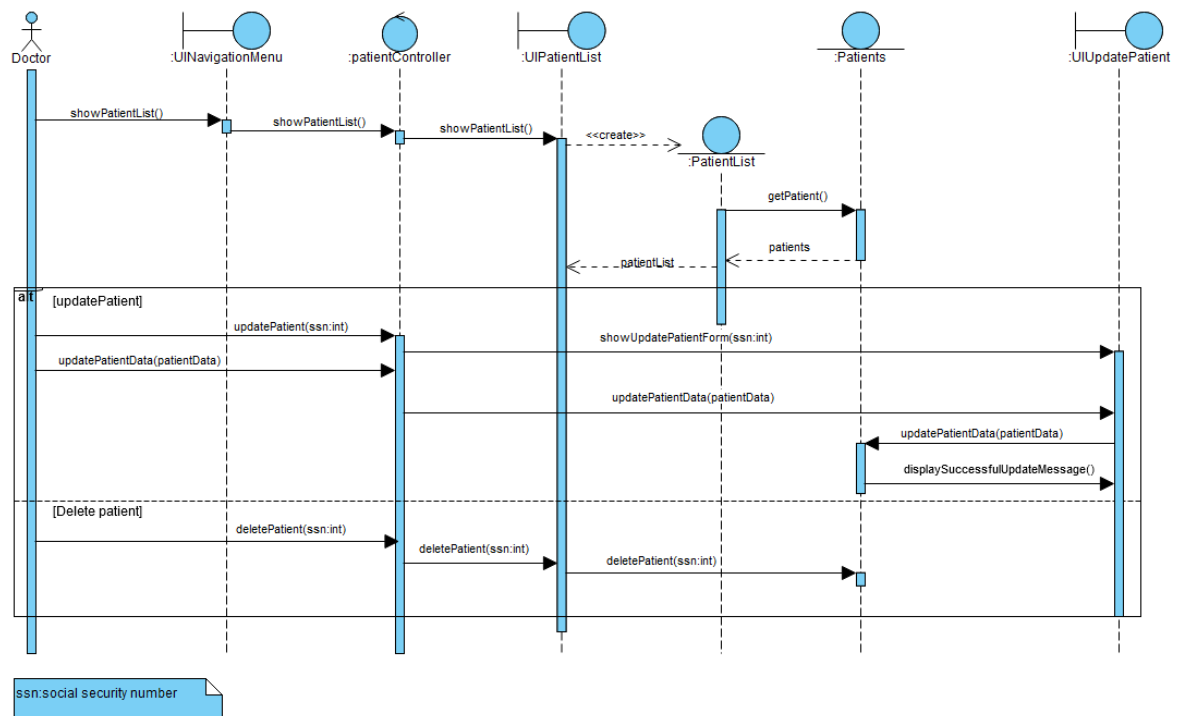 Doctor
:UINavigationMenu
:patientController
:UIPatientList
:Patients
:UIUpdatePatient
showPatientList()
showPatientList()
showPatientList()
<<create>>
:PatientList
getPatient()
patients
patientList
alt
[updatePatient]
updatePatient(ssn:int)
showUpdatePatientForm(ssn:int)
updatePatientData(patientData)
updatePatientData(patientData)
updatePatientData(patientData)
displaySuccessfulUpdateMessage()
[Delete patient]
deletePatient(ssn:int)
deletePatient(ssn:int)
deletePatient(ssn:int)
ssn:social security number